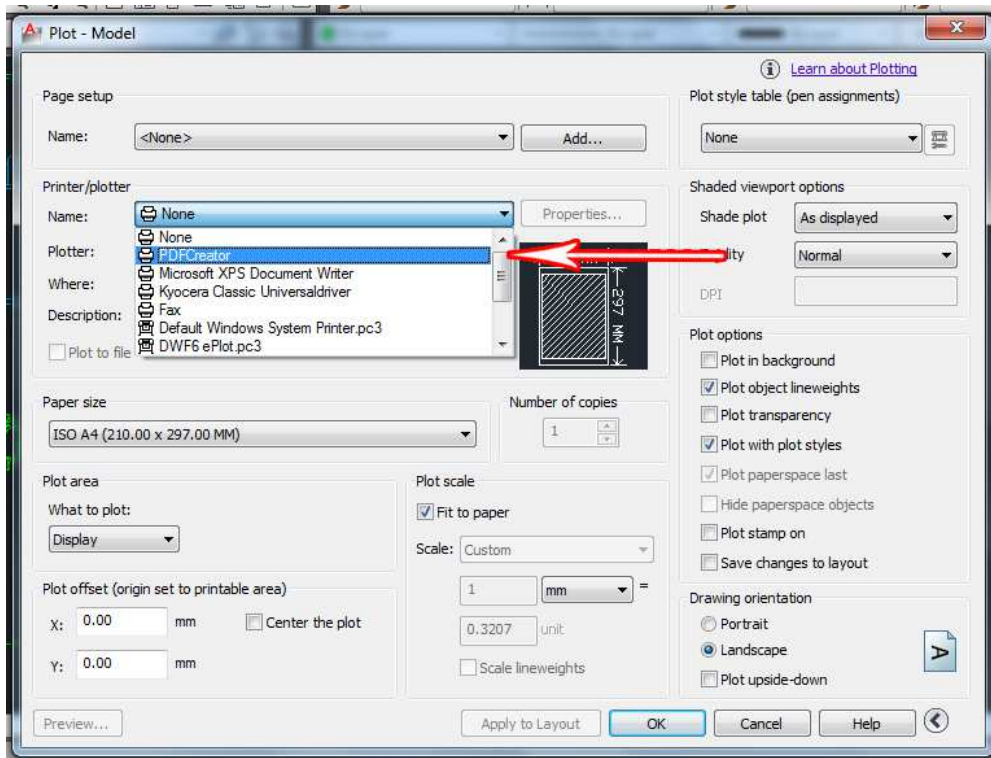 Plot - Model
Learn about Plotting
Page setup
Name: <None> Add...
Plot style table (pen assignments)
None
Printer/plotter
Name: None Properties...
None
PDFCreator
Microsoft XPS Document Writer
Kyocera Classic Universaldriver
Fax
Default Windows System Printer.pc3
DWF6 ePlot.pc3
Plotter:
Where:
Description:
Plot to file
297 MM
Shaded viewport options
Shade plot As displayed
Normal
DPI
Paper size
ISO A4 (210.00 x 297.00 MM)
Number of copies
1
Plot options
Plot in background
Plot object lineweights
Plot transparency
Plot with plot styles
Plot paperspace last
Hide paperspace objects
Plot stamp on
Save changes to layout
Plot area
What to plot:
Display
Plot scale
Fit to paper
Scale: Custom
1 mm =
0.3207 unit
Scale lineweights
Plot offset (origin set to printable area)
X: 0.00 mm Center the plot
Y: 0.00 mm
Drawing orientation
Portrait
Landscape
Plot upside-down
A
Preview... Apply to Layout OK Cancel Help